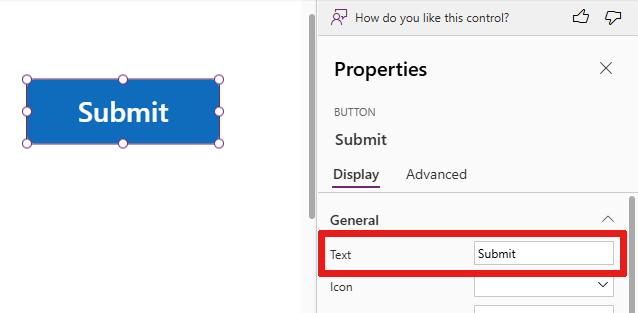 How do you like this control?
Submit
Properties
BUTTON
Submit
Display Advanced
General
Text Submit
Icon